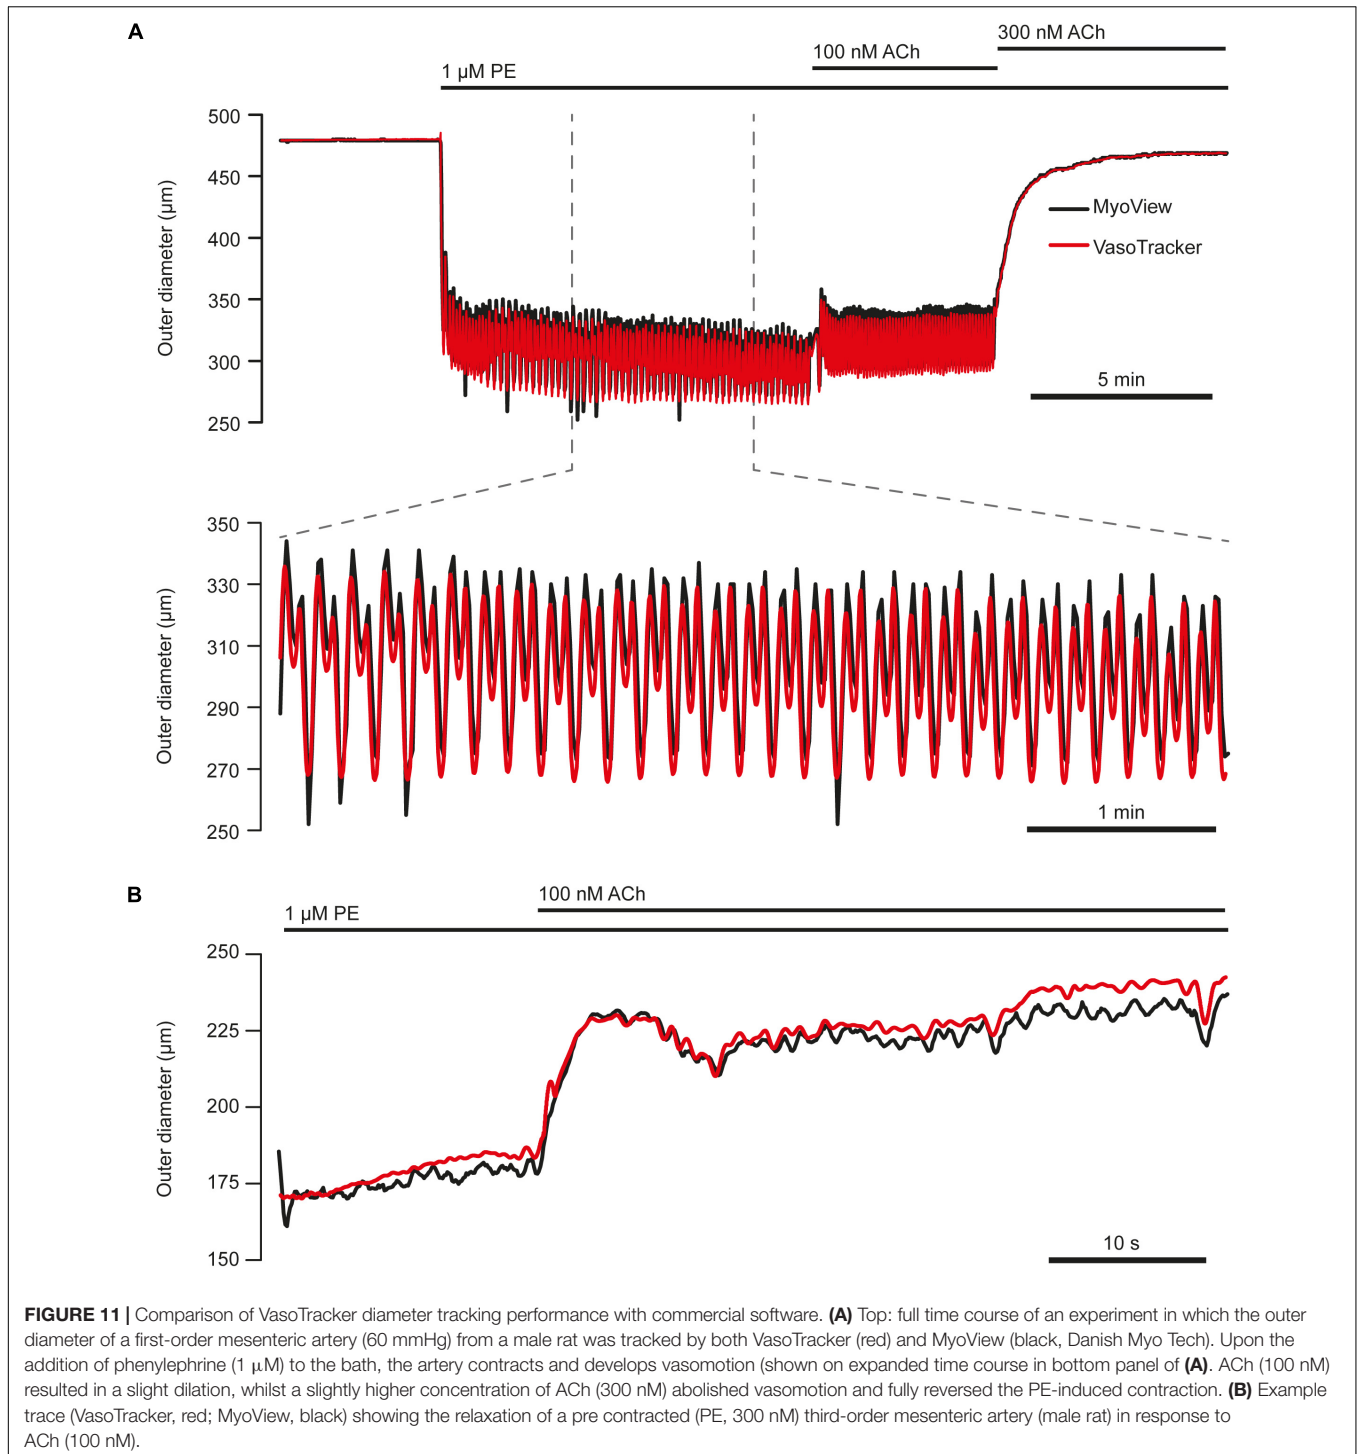 A
300 nM ACh
100 nM ACh
1 µM PE
500
450
400
350
300
250
Outer diameter (µm)
MyoView
VasoTracker
5 min
350
330
310
290
270
250
Outer diameter (µm)
1 min
B
100 nM ACh
1 µM PE
250
225
200
175
150
Outer diameter (µm)
10 s
FIGURE 11 | Comparison of VasoTracker diameter tracking performance with commercial software. (A) Top: full time course of an experiment in which the outer
diameter of a first-order mesenteric artery (60 mmHg) from a male rat was tracked by both VasoTracker (red) and MyoView (black, Danish Myo Tech). Upon the
addition of phenylephrine (1 µM) to the bath, the artery contracts and develops vasomotion (shown on expanded time course in bottom panel of (A). ACh (100 nM)
resulted in a slight dilation, whilst a slightly higher concentration of ACh (300 nM) abolished vasomotion and fully reversed the PE-induced contraction. (B) Example
trace (VasoTracker, red; MyoView, black) showing the relaxation of a pre contracted (PE, 300 nM) third-order mesenteric artery (male rat) in response to
ACh (100 nM).